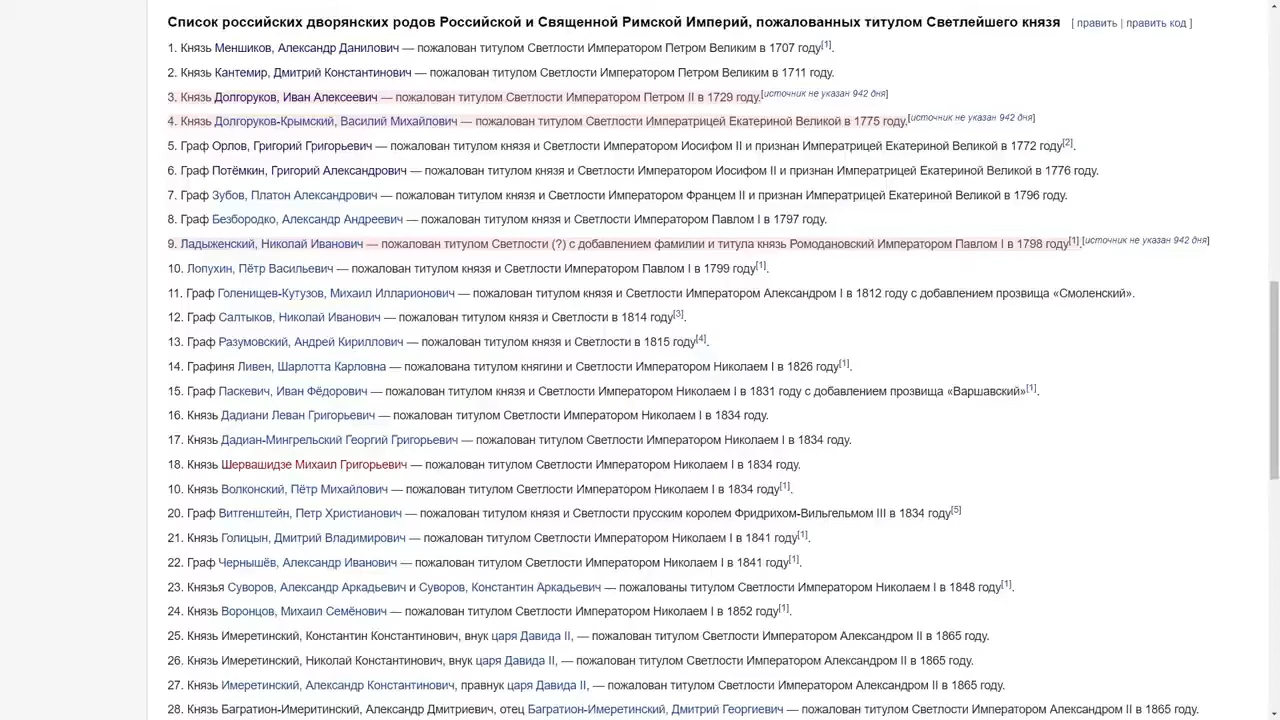 Список российских дворянских родов Российской и Священной Римской Империй, пожалованных титулом Светлейшего князя [ править | править код ]
1. Князь Меншиков, Александр Данилович — пожалован титулом Светлости Императором Петром Великим в 1707 году[1].
2. Князь Кантемир, Дмитрий Константинович — пожалован титулом Светлости Императором Петром Великим в 1711 году.
3. Князь Долгоруков, Иван Алексеевич — пожалован титулом Светлости Императором Петром II в 1729 году.[источник не указан 942 дня]
4. Князь Долгоруков-Крымский, Василий Михайлович — пожалован титулом Светлости Императрицей Екатериной Великой в 1775 году.[источник не указан 942 дня]
5. Граф Орлов, Григорий Григорьевич — пожалован титулом князя и Светлости Императором Иосифом II и признан Императрицей Екатериной Великой в 1772 году[2].
6. Граф Потёмкин, Григорий Александрович — пожалован титулом князя и Светлости Императором Иосифом II и признан Императрицей Екатериной Великой в 1776 году.
7. Граф Зубов, Платон Александрович — пожалован титулом князя и Светлости Императором Францем II и признан Императрицей Екатериной Великой в 1796 году.
8. Граф Безбородко, Александр Андреевич — пожалован титулом князя и Светлости Императором Павлом I в 1797 году.
9. Ладыженский, Николай Иванович — пожалован титулом Светлости (?) с добавлением фамилии и титула князь Ромодановский Императором Павлом I в 1798 году[1].[источник не указан 942 дня]
10. Лопухин, Пётр Васильевич — пожалован титулом князя и Светлости Императором Павлом I в 1799 году[1].
11. Граф Голенищев-Кутузов, Михаил Илларионович — пожалован титулом князя и Светлости Императором Александром I в 1812 году с добавлением прозвища «Смоленский».
12. Граф Салтыков, Николай Иванович — пожалован титулом князя и Светлости в 1814 году[3].
13. Граф Разумовский, Андрей Кириллович — пожалован титулом князя и Светлости в 1815 году[4].
14. Графиня Ливен, Шарлотта Карловна — пожалована титулом княгини и Светлости Императором Николаем I в 1826 году[1].
15. Граф Паскевич, Иван Фёдорович — пожалован титулом князя и Светлости Императором Николаем I в 1831 году с добавлением прозвища «Варшавский»[1].
16. Князь Дадиани Леван Григорьевич — пожалован титулом Светлости Императором Николаем I в 1834 году.
17. Князь Дадиан-Мингрельский Георгий Григорьевич — пожалован титулом Светлости Императором Николаем I в 1834 году.
18. Князь Шервашидзе Михаил Григорьевич — пожалован титулом Светлости Императором Николаем I в 1834 году.
10. Князь Волконский, Пётр Михайлович — пожалован титулом Светлости Императором Николаем I в 1834 году[1].
20. Граф Витгенштейн, Петр Христианович — пожалован титулом князя и Светлости прусским королем Фридрихом-Вильгельмом III в 1834 году[5]
21. Князь Голицын, Дмитрий Владимирович — пожалован титулом Светлости Императором Николаем I в 1841 году[1].
22. Граф Чернышёв, Александр Иванович — пожалован титулом князя и Светлости Императором Николаем I в 1841 году[1].
23. Князья Суворов, Александр Аркадьевич и Суворов, Константин Аркадьевич — пожалованы титулом Светлости Императором Николаем I в 1848 году[1].
24. Князь Воронцов, Михаил Семёнович — пожалован титулом Светлости Императором Николаем I в 1852 году[1].
25. Князь Имеретинский, Константин Константинович, внук царя Давида II, — пожалован титулом Светлости Императором Александром II в 1865 году.
26. Князь Имеретинский, Николай Константинович, внук царя Давида II, — пожалован титулом Светлости Императором Александром II в 1865 году.
27. Князь Имеретинский, Александр Константинович, правнук царя Давида II, — пожалован титулом Светлости Императором Александром II в 1865 году.
28. Князь Багратион-Имеритинский, Александр Дмитриевич, отец Багратион-Имеретинский, Дмитрий Георгиевич — пожалован титулом Светлости Императором Александром II в 1865 году.